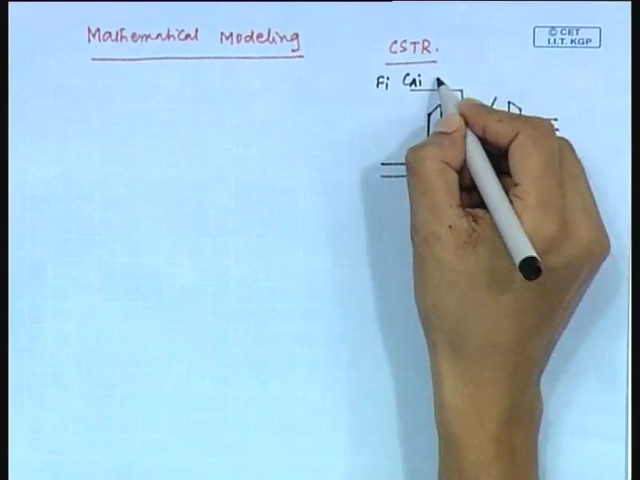 Mathematical Modeling
CSTR.
© CET
I.I.T. KGP
Fi CAi